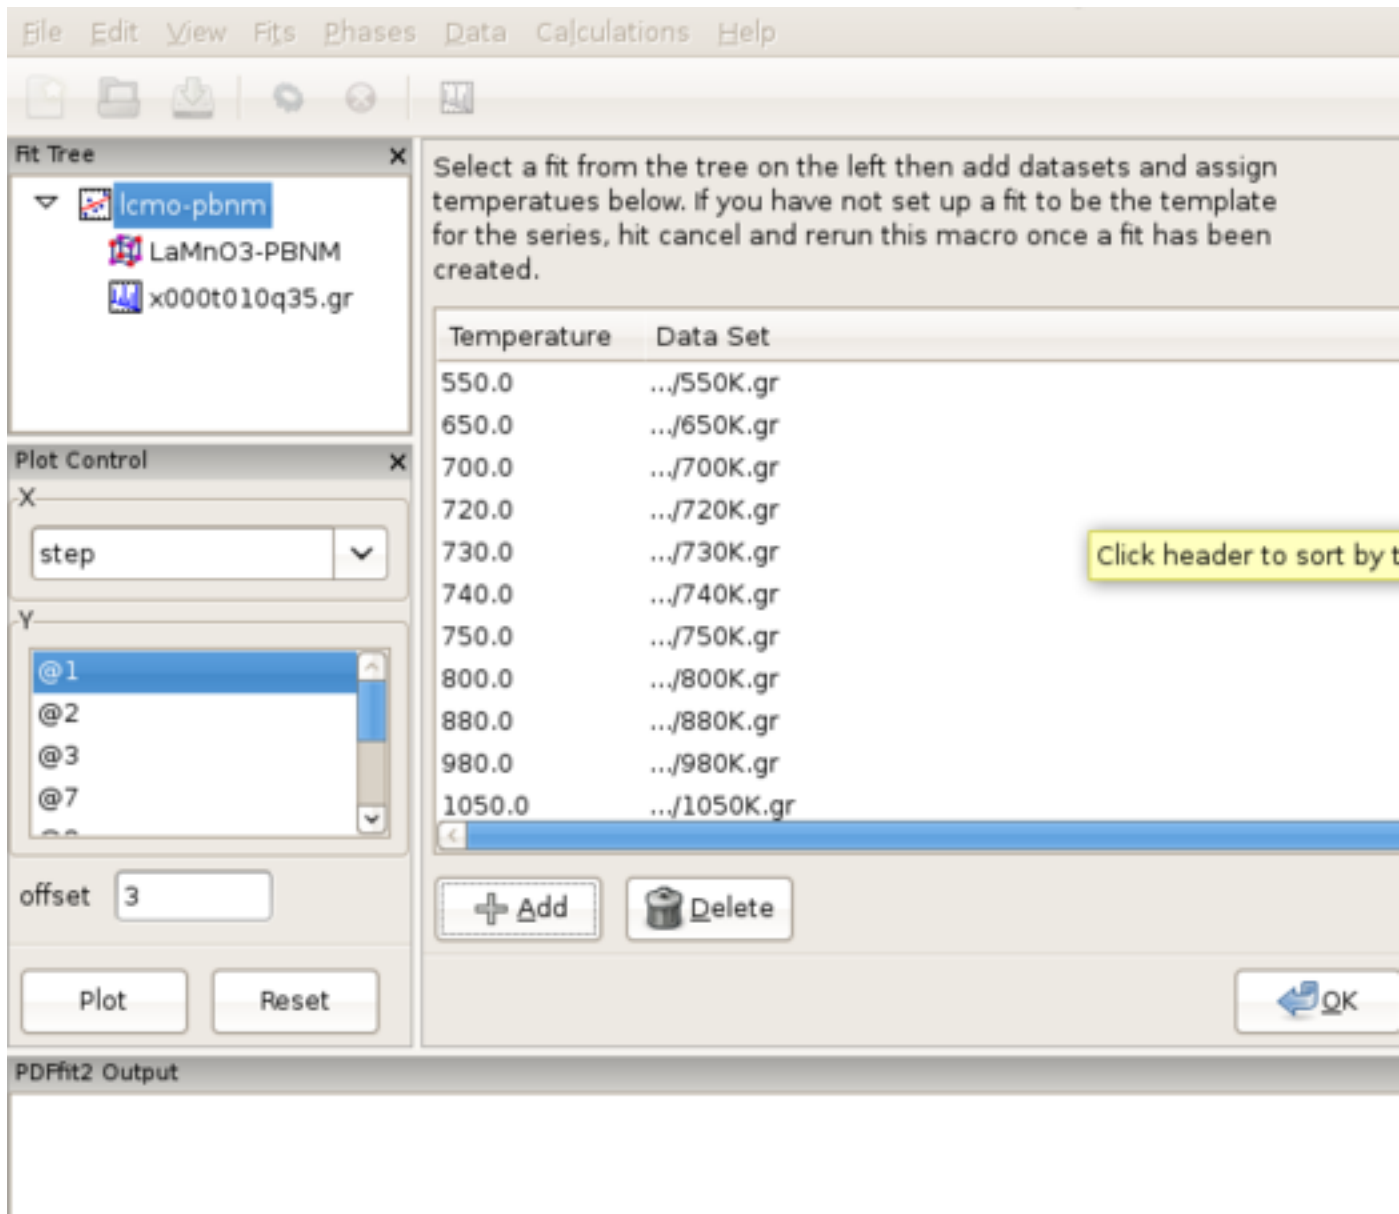 File Edit View Fits Phases Data Calculations Help
Fit Tree
lcmo-pbnm
LaMnO3-PBNM
x000t010q35.gr
Plot Control
X
step
Y
@1
@2
@3
@7
offset 3
Plot Reset
Select a fit from the tree on the left then add datasets and assign
temperatues below. If you have not set up a fit to be the template
for the series, hit cancel and rerun this macro once a fit has been
created.
Temperature Data Set
550.0 .../550K.gr
650.0 .../650K.gr
700.0 .../700K.gr
720.0 .../720K.gr
730.0 .../730K.gr
740.0 .../740K.gr
750.0 .../750K.gr
800.0 .../800K.gr
880.0 .../880K.gr
980.0 .../980K.gr
1050.0 .../1050K.gr
Click header to sort by t
Add Delete
OK
PDFfit2 Output